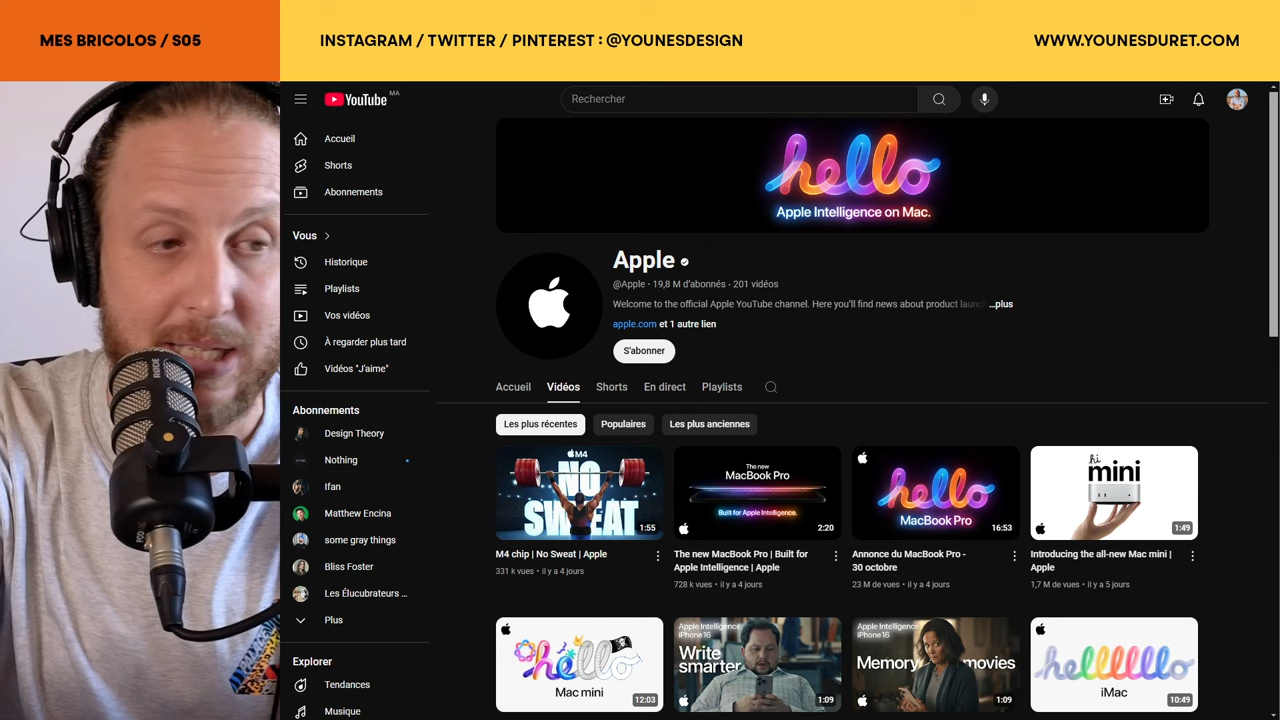 MES BRICOLOS / S05
INSTAGRAM / TWITTER / PINTEREST : @YOUNESDESIGN
WWW.YOUNESDURET.COM
YouTube MA
Rechercher
Accueil
Shorts
Abonnements
Vous
Historique
Playlists
Vos vidéos
À regarder plus tard
Vidéos "J'aime"
Abonnements
Design Theory
Nothing
Ifan
Matthew Encina
some gray things
Bliss Foster
Les Élucubrateurs ...
Plus
Explorer
Tendances
Musique
hello
Apple Intelligence on Mac.
Apple
@Apple · 19,8 M d’abonnés · 201 vidéos
Welcome to the official Apple YouTube channel. Here you’ll find news about product launc ...plus
apple.com et 1 autre lien
S'abonner
Accueil Vidéos Shorts En direct Playlists
Les plus récentes Populaires Les plus anciennes
M4
NO
SWEAT
1:55
M4 chip | No Sweat | Apple
331 k vues · il y a 4 jours
The new
MacBook Pro
Built for Apple Intelligence.
2:20
The new MacBook Pro | Built for
Apple Intelligence | Apple
728 k vues · il y a 4 jours
hello
MacBook Pro
16:53
Annonce du MacBook Pro -
30 octobre
23 M de vues · il y a 4 jours
hi
mini
1:49
Introducing the all-new Mac mini |
Apple
1,7 M de vues · il y a 5 jours
hello
Mac mini
12:03
Apple Intelligence
iPhone 16
Write
smarter
1:09
Apple Intelligence
iPhone 16
Memory movies
1:09
helllllllo
iMac
10:49
RØDE